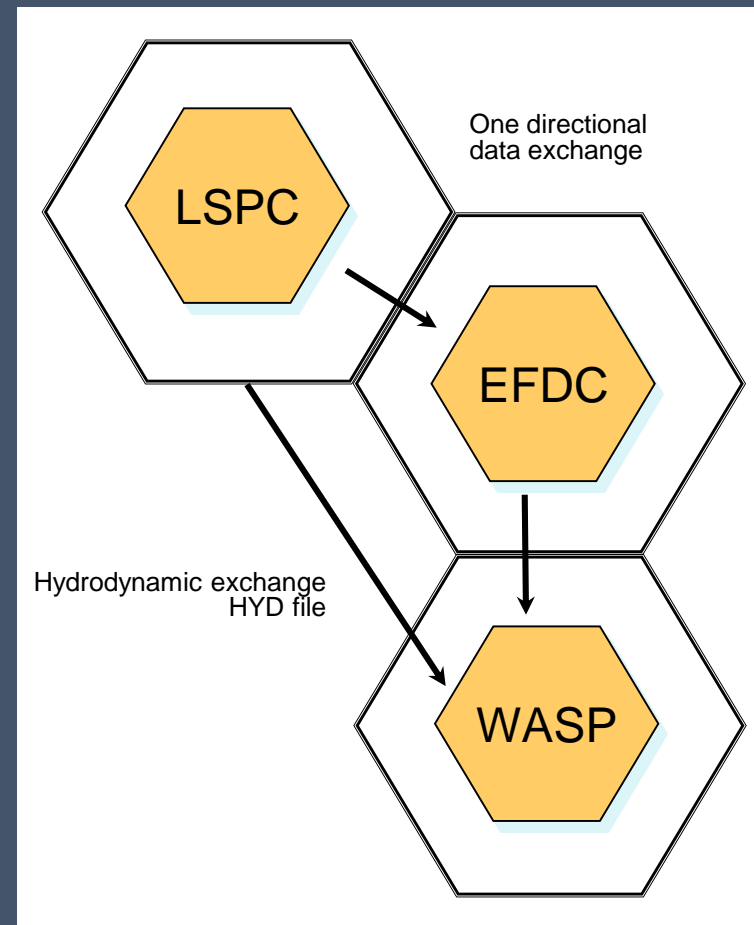 One directional
data exchange
LSPC
EFDC
Hydrodynamic exchange
HYD file
WASP